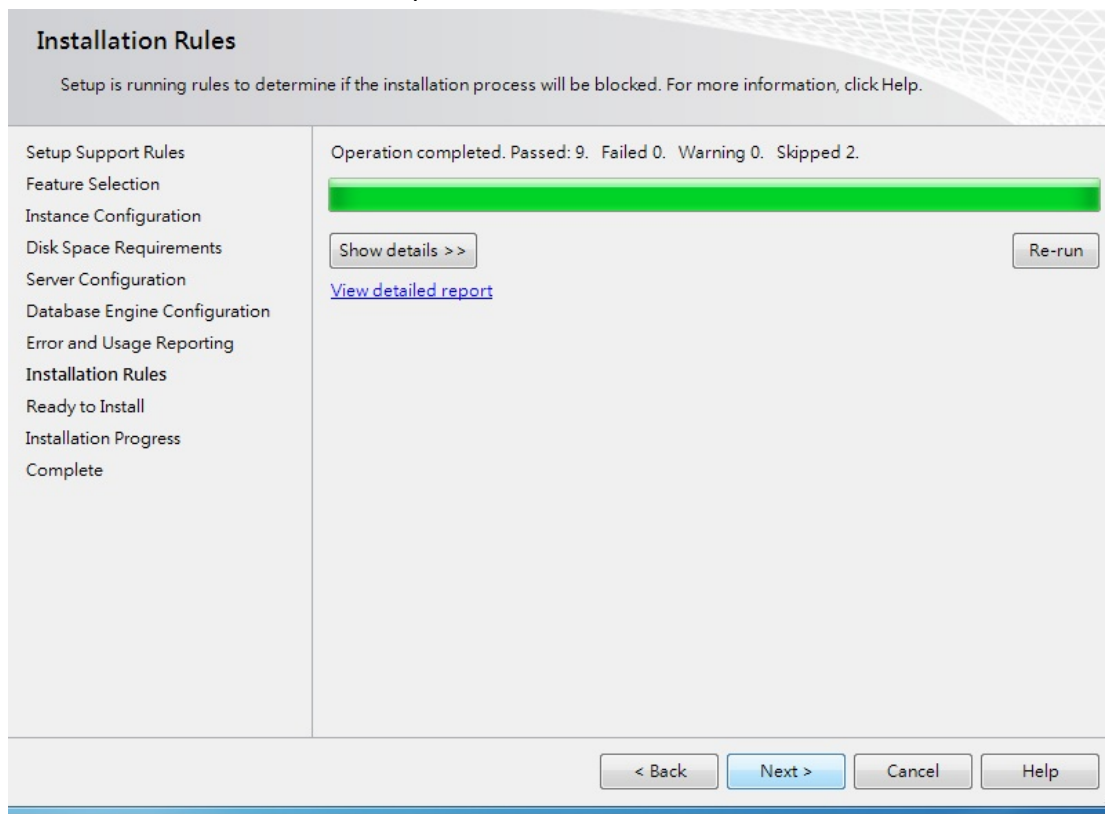 Installation Rules
Setup is running rules to determine if the installation process will be blocked. For more information, click Help.
Setup Support Rules
Feature Selection
Instance Configuration
Disk Space Requirements
Server Configuration
Database Engine Configuration
Error and Usage Reporting
Installation Rules
Ready to Install
Installation Progress
Complete
Operation completed. Passed: 9. Failed 0. Warning 0. Skipped 2.
Show details >>
Re-run
View detailed report
< Back
Next >
Cancel
Help